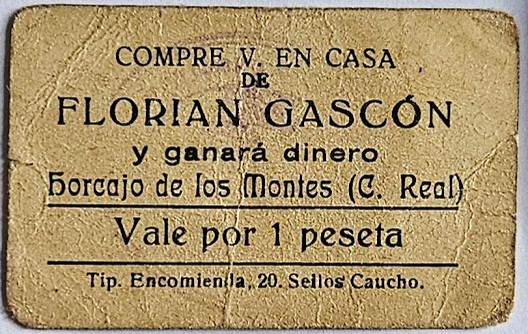 COMPRE V. EN CASA
DE
FLORIAN GASCÓN
y ganará dinero
Horcajo de los Montes (C. Real)
Vale por 1 peseta
Tip. Encomienda, 20. Sellos Caucho.